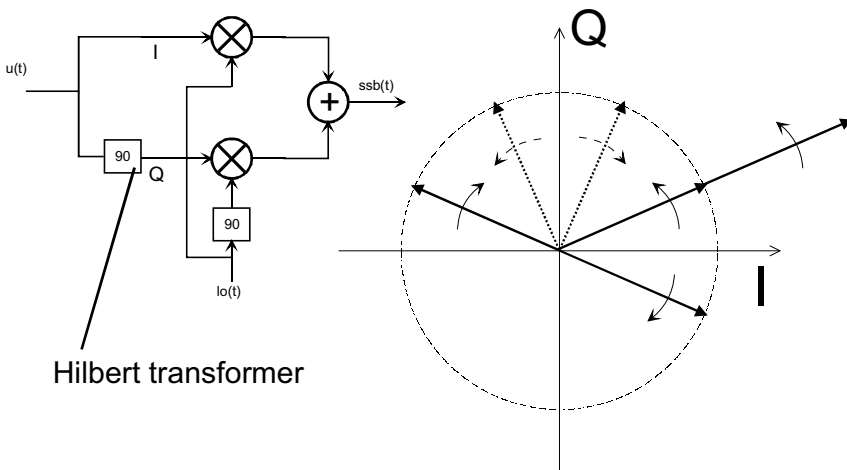 u(t)
I
90
Q
90
lo(t)
+
ssb(t)
Hilbert transformer
Q
I